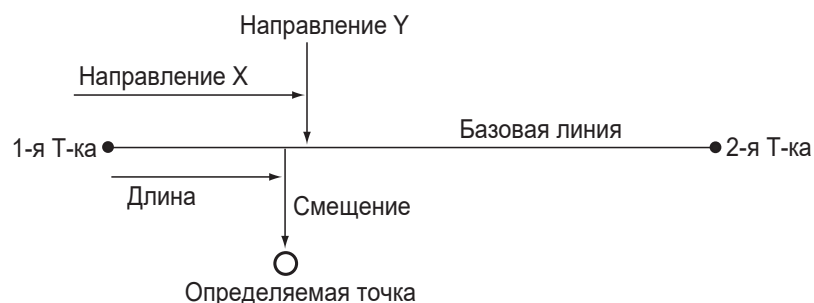 Направление Y
Направление X
Базовая линия
1-я Т-ка
2-я Т-ка
Длина
Смещение
Определяемая точка